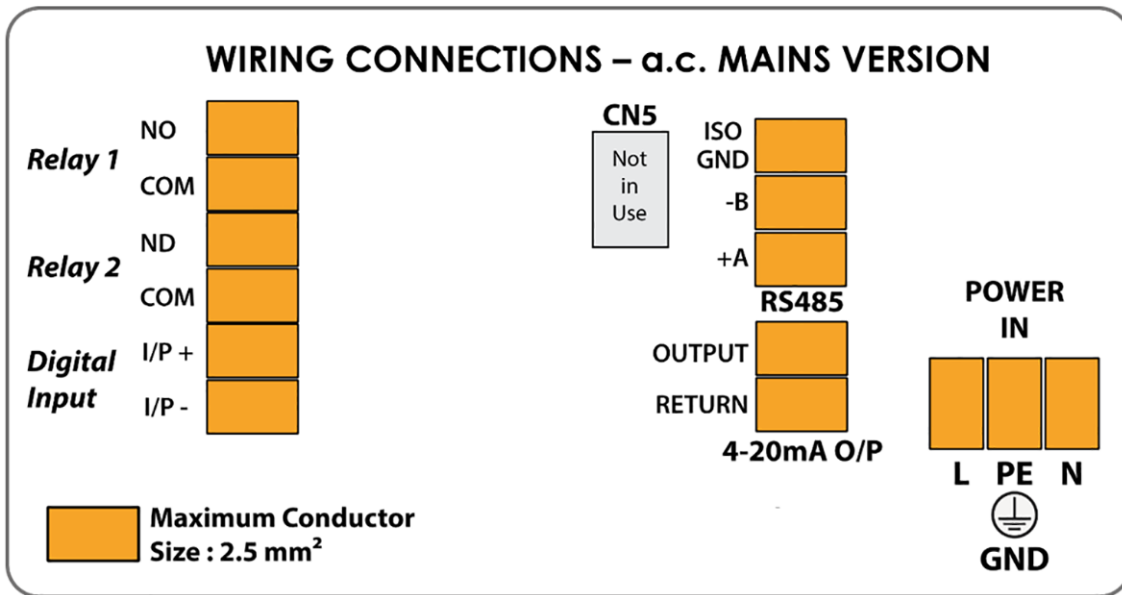 WIRING CONNECTIONS – a.c. MAINS VERSION
Relay 1
NO
COM
Relay 2
ND
COM
Digital
Input
I/P +
I/P -
CN5
Not
in
Use
ISO
GND
-B
+A
RS485
OUTPUT
RETURN
4-20mA O/P
POWER
IN
L PE N
GND
Maximum Conductor
Size : 2.5 mm²